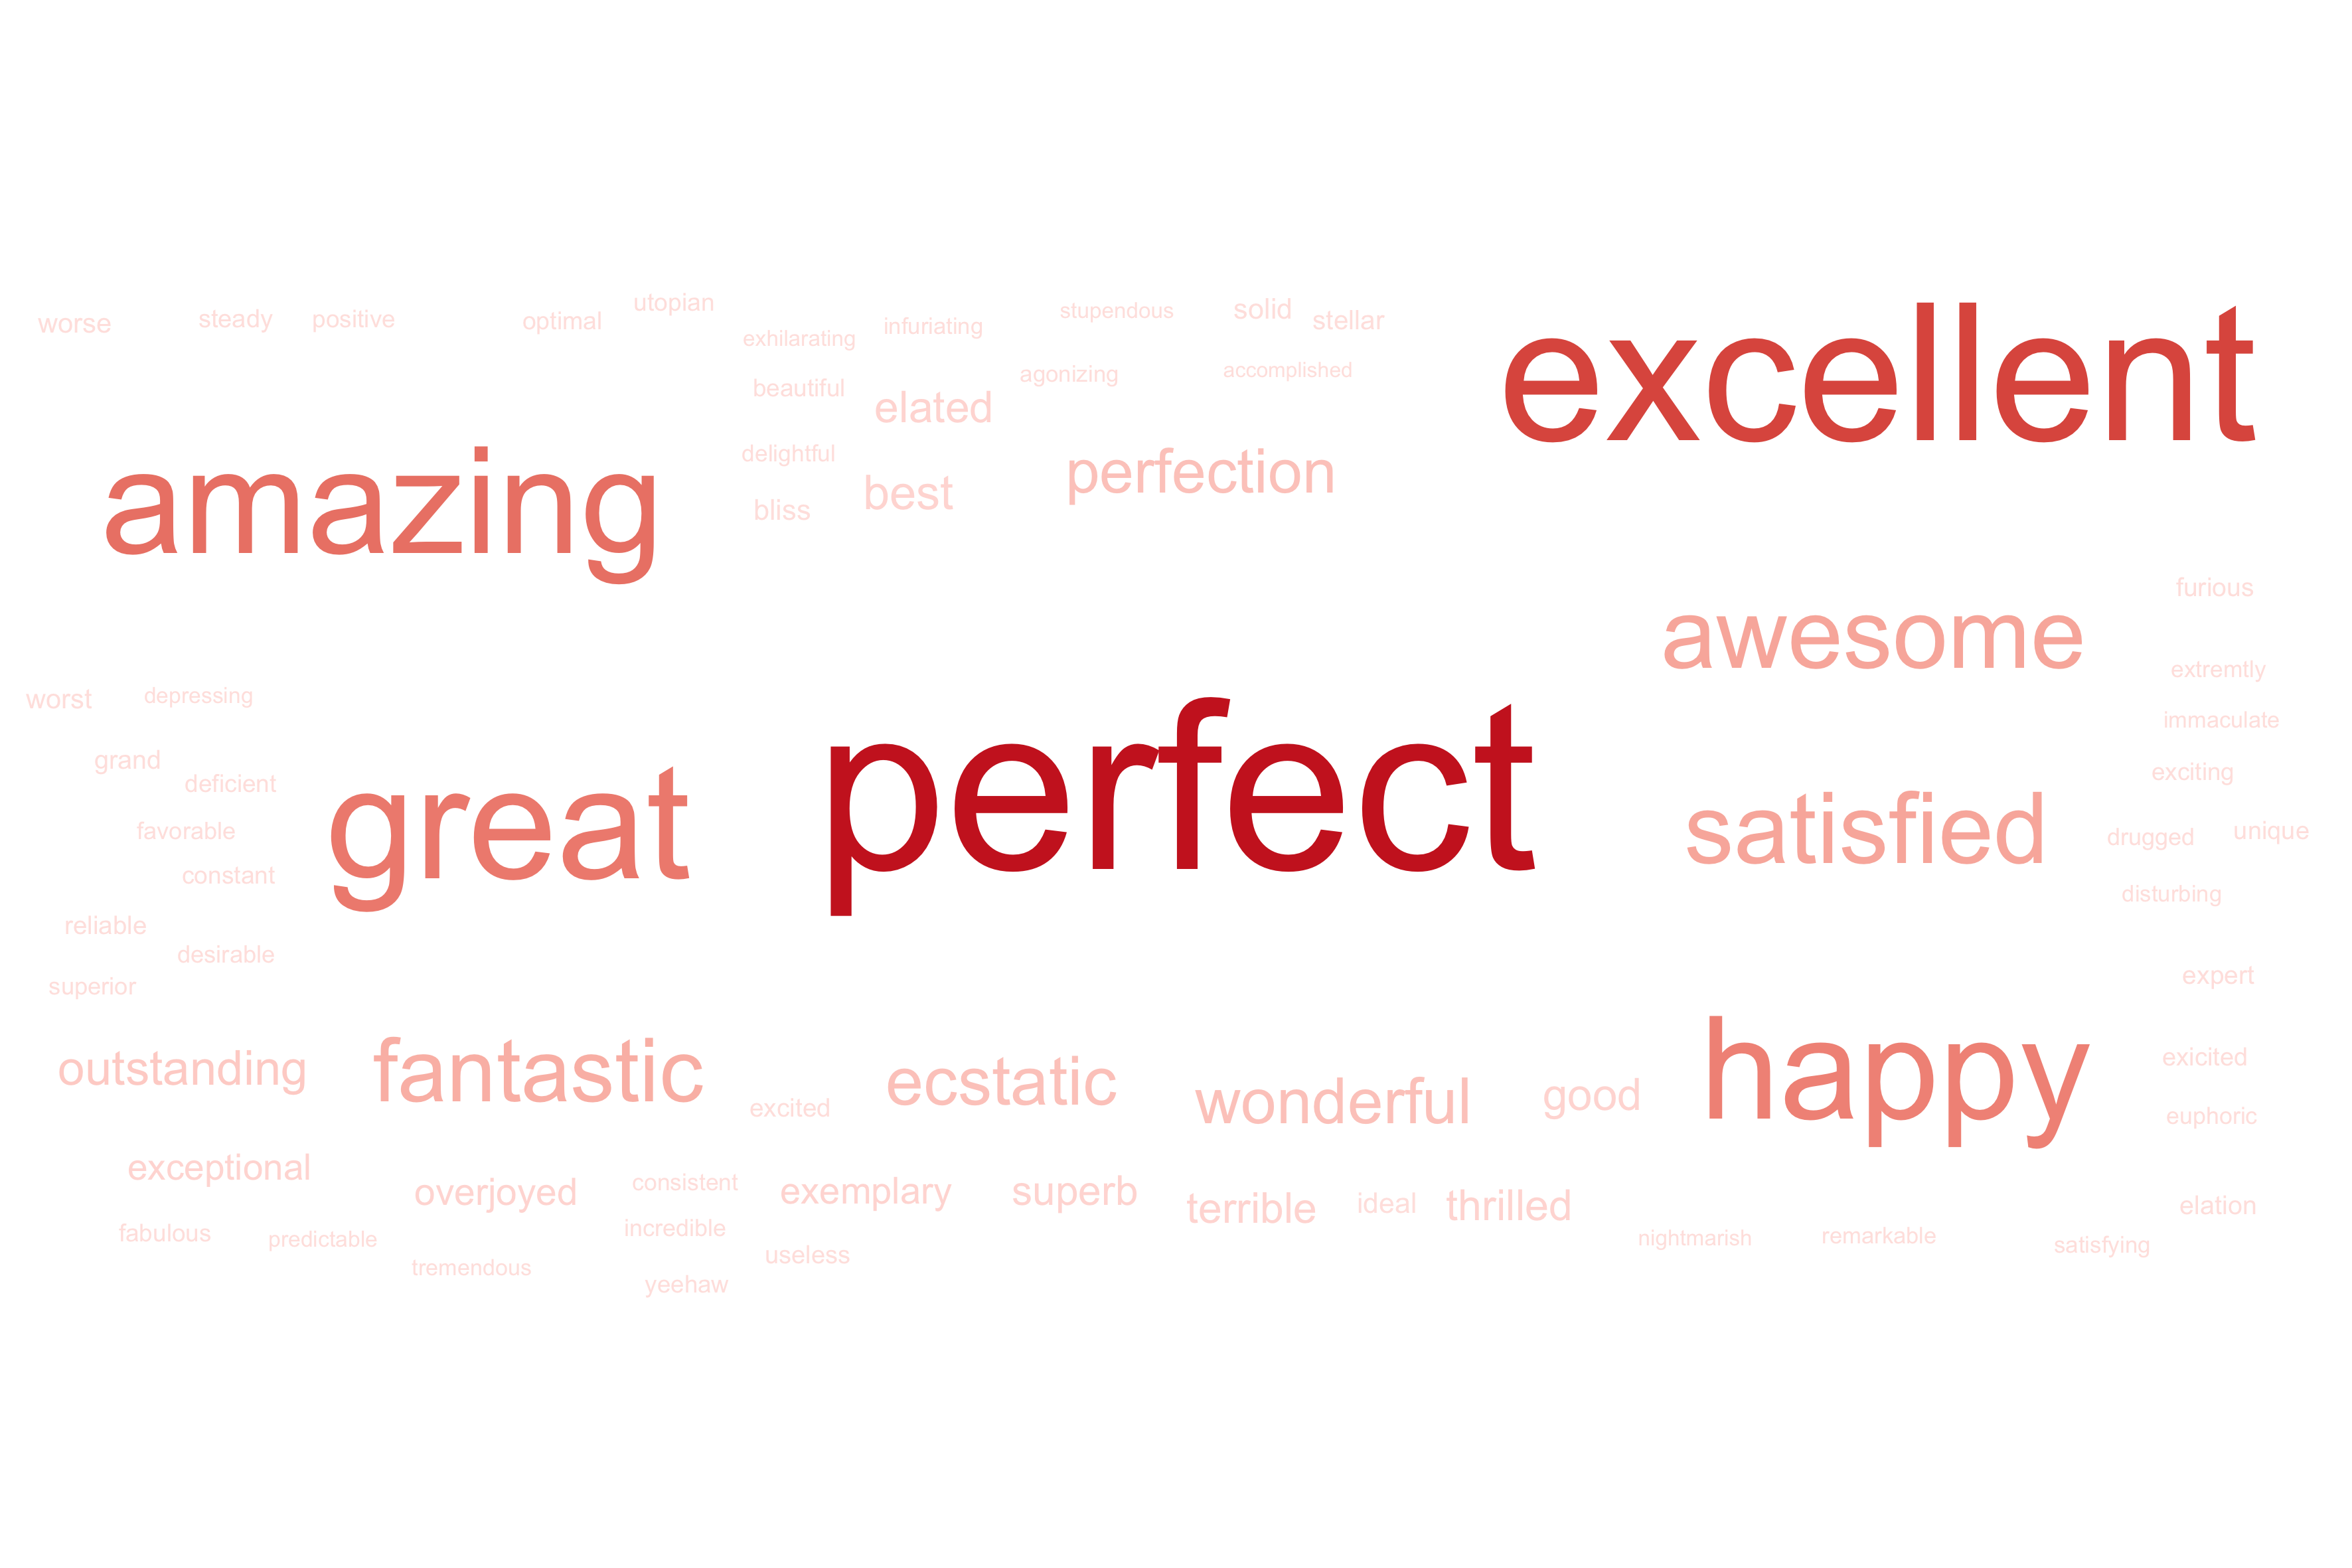 utopian
solid
excellent
stupendous
worse
steady
positive
optimal
stellar
infuriating
exhilarating
accomplished
agonizing
beautiful
elated
delightful
perfection
amazing
best
bliss
furious
awesome
extremtly
worst
depressing
immaculate
grand
exciting
deficient
great
perfect
satisfied
favorable
drugged
unique
constant
disturbing
reliable
desirable
expert
superior
exicited
outstanding
fantastic
ecstatic
happy
wonderful
good
excited
euphoric
exceptional
consistent
overjoyed
exemplary
superb
ideal
thrilled
terrible
elation
incredible
fabulous
predictable
nightmarish
remarkable
satisfying
useless
tremendous
yeehaw